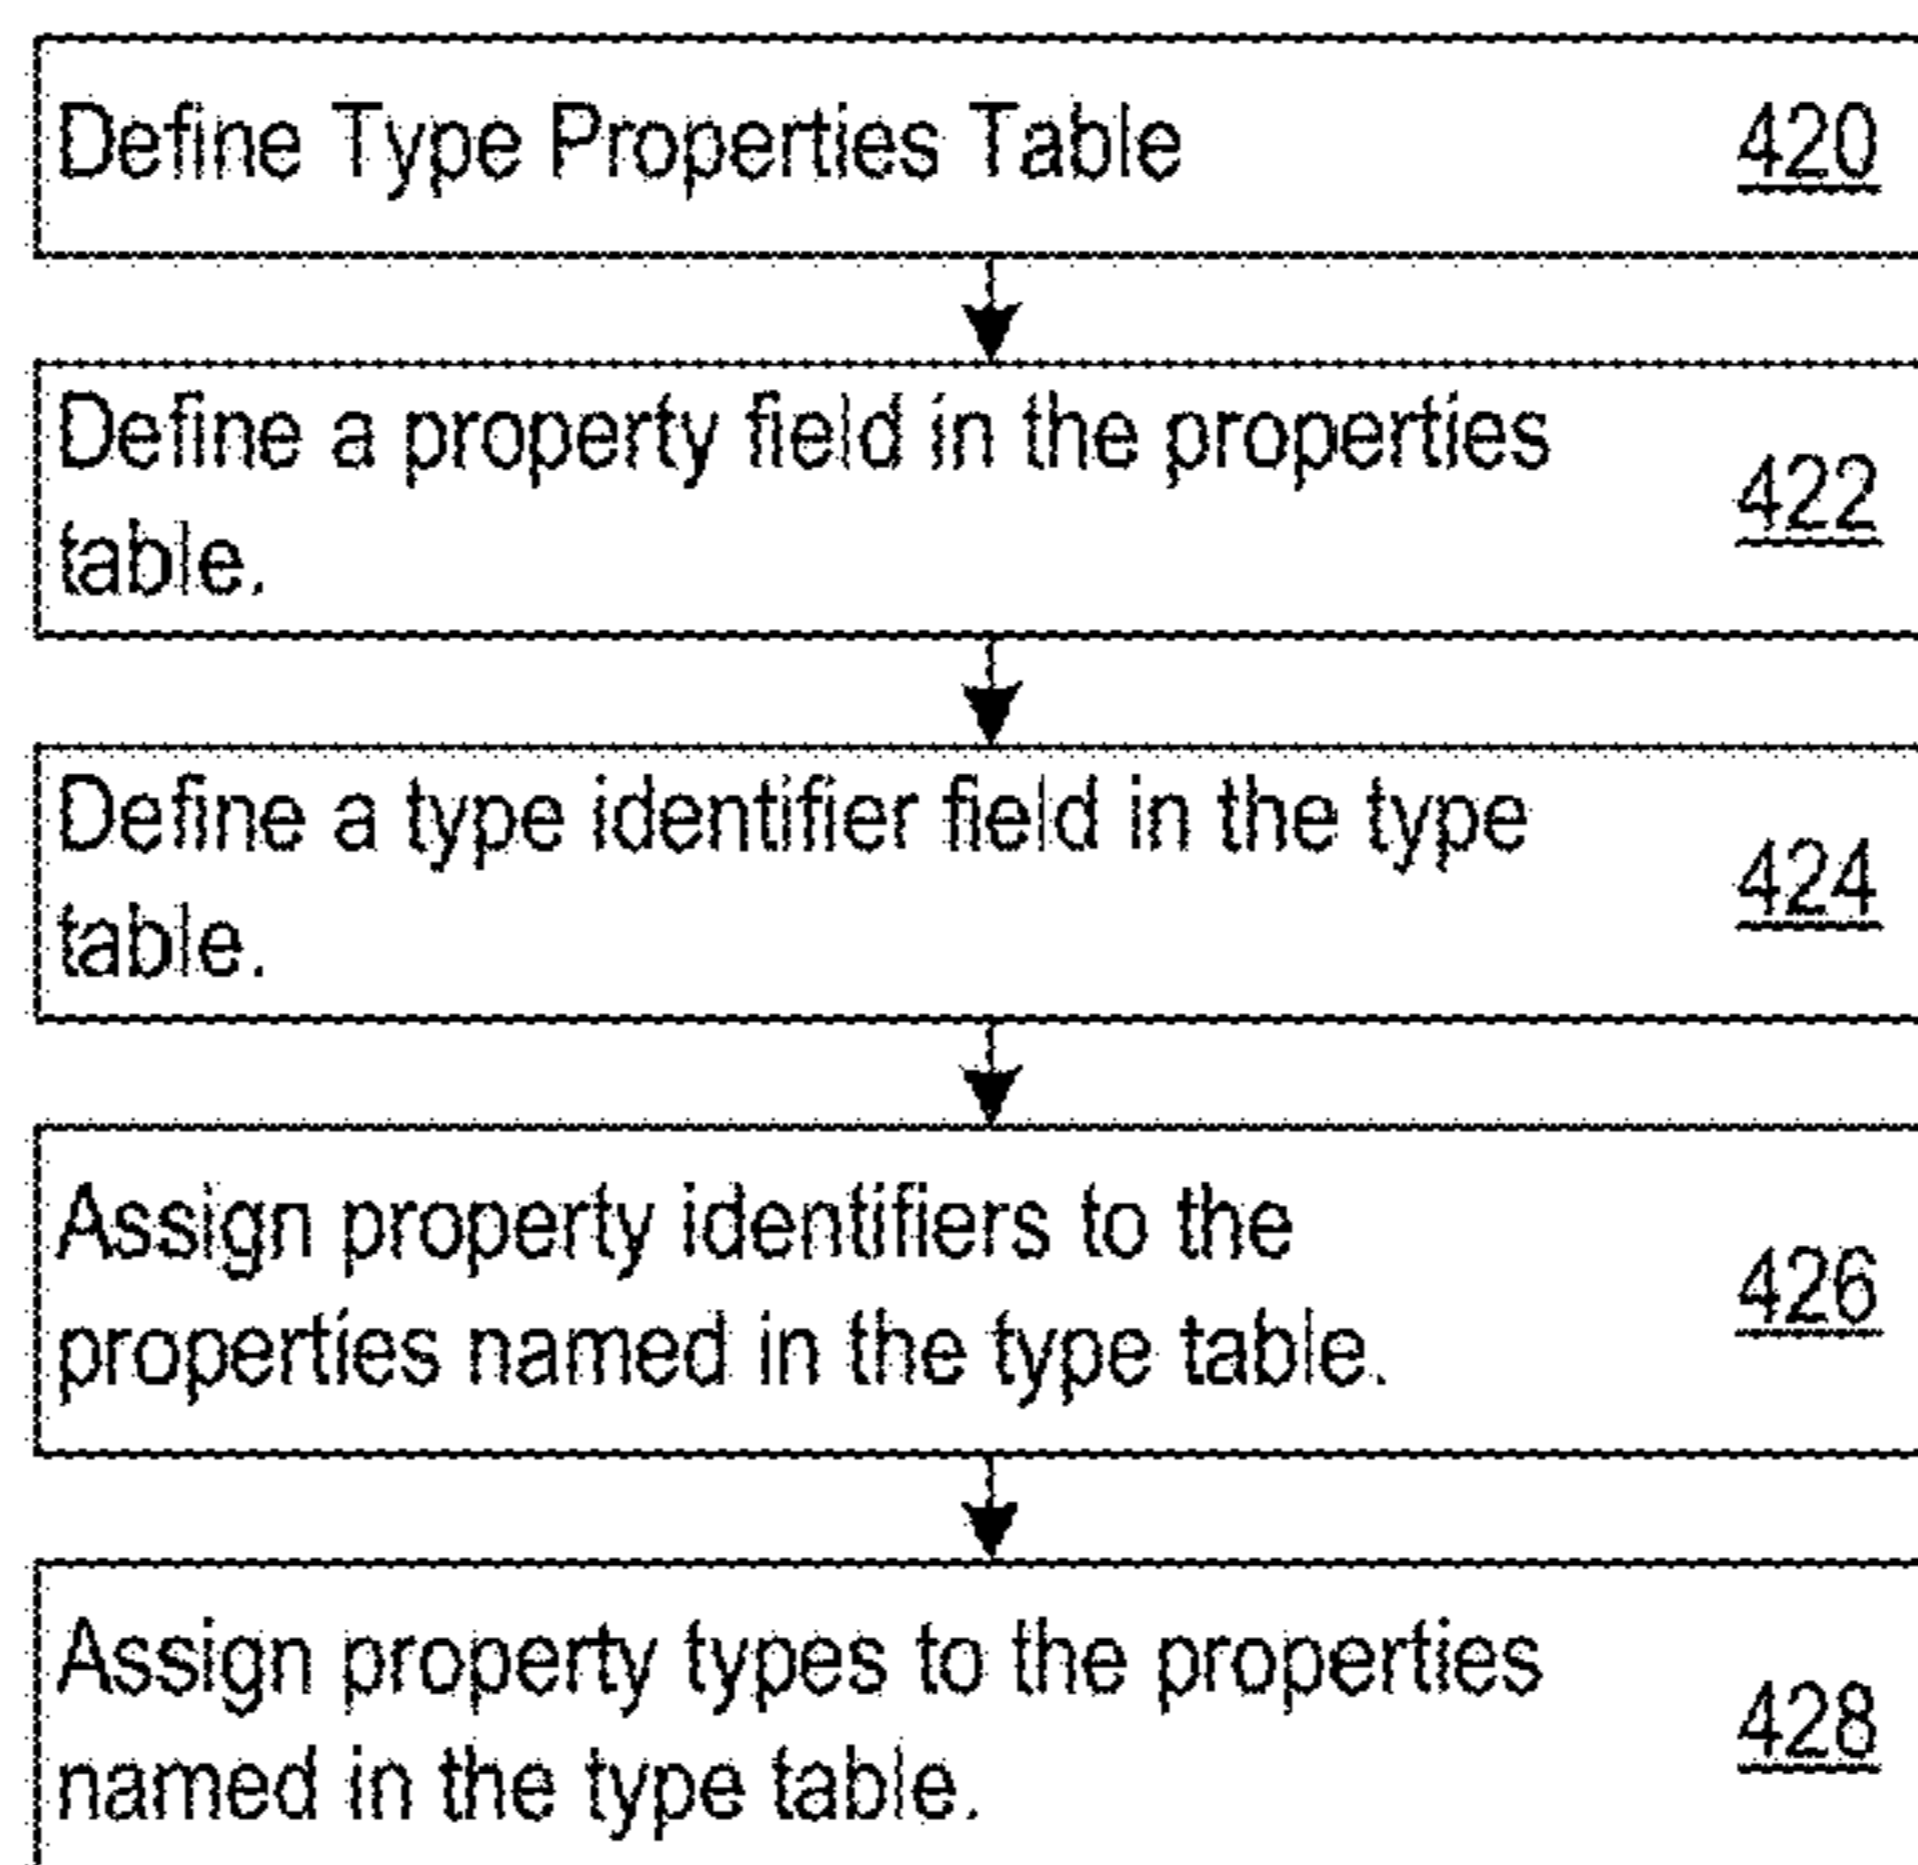 Define Type Properties Table 420
Define a property field in the properties
table.
422
Define a type identifier field in the type
table.
424
Assign property identifiers to the
properties named in the type table.
426
Assign property types to the properties
named in the type table.
428